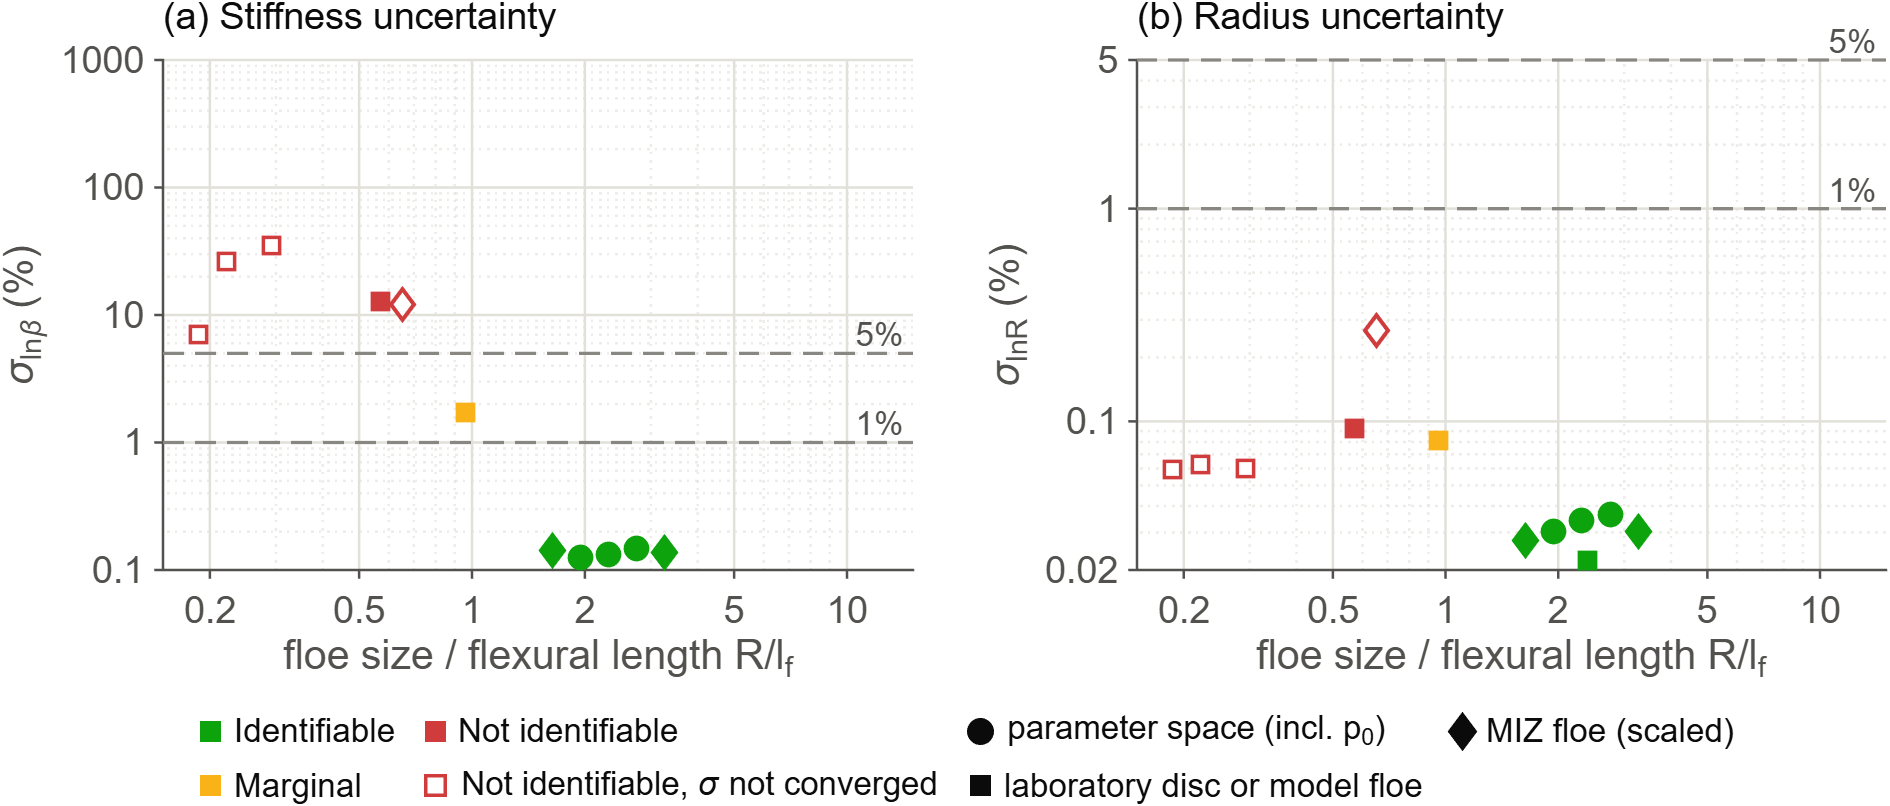 (a) Stiffness uncertainty
1000
100
10
1
0.1
5%
1%
σlnβ (%)
0.2 0.5 1 2 5 10
floe size / flexural length R/lf
(b) Radius uncertainty
5
1
0.1
0.02
5%
1%
σlnR (%)
0.2 0.5 1 2 5 10
floe size / flexural length R/lf
Identifiable
Not identifiable
Marginal
Not identifiable, σ not converged
parameter space (incl. p0)
MIZ floe (scaled)
laboratory disc or model floe